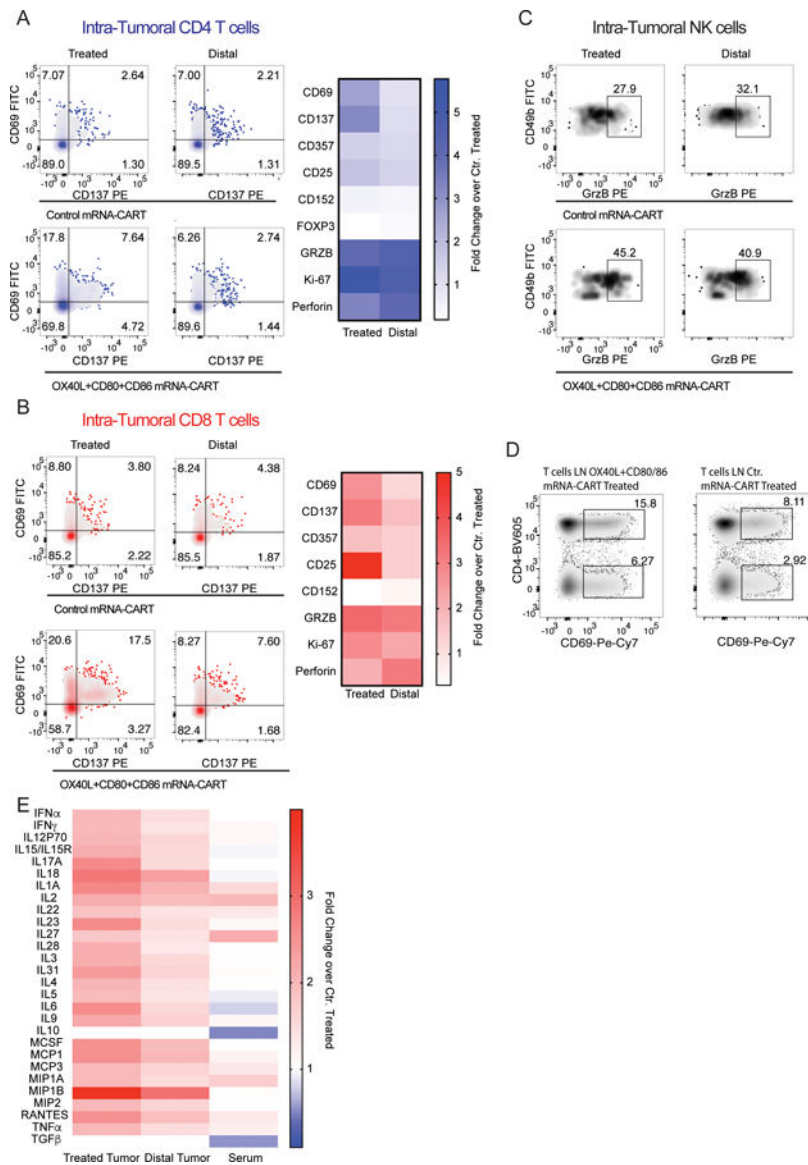 A
Intra-Tumoral CD4 T cells
Treated
Distal
CD69 FITC
7.07 2.64
89.0 1.30
CD137 PE
7.00 2.21
89.5 1.31
CD137 PE
Control mRNA-CART
CD69 FITC
17.8 7.64
69.8 4.72
CD137 PE
6.26 2.74
89.6 1.44
CD137 PE
OX40L+CD80+CD86 mRNA-CART
CD69
CD137
CD357
CD25
CD152
FOXP3
GRZB
Ki-67
Perforin
Treated Distal
5
4
3
2
1
Fold Change over Ctr. Treated
B
Intra-Tumoral CD8 T cells
Treated
Distal
CD69 FITC
8.80 3.80
85.2 2.22
CD137 PE
8.24 4.38
85.5 1.87
CD137 PE
Control mRNA-CART
CD69 FITC
20.6 17.5
58.7 3.27
CD137 PE
8.27 7.60
82.4 1.68
CD137 PE
OX40L+CD80+CD86 mRNA-CART
CD69
CD137
CD357
CD25
CD152
GRZB
Ki-67
Perforin
Treated Distal
5
4
3
2
1
Fold Change over Ctr. Treated
C
Intra-Tumoral NK cells
Treated
Distal
CD49b FITC
27.9
GrzB PE
32.1
GrzB PE
Control mRNA-CART
CD49b FITC
45.2
GrzB PE
40.9
GrzB PE
OX40L+CD80+CD86 mRNA-CART
D
T cells LN OX40L+CD80/86
mRNA-CART Treated
T cells LN Ctr.
mRNA-CART Treated
CD4-BV605
15.8
6.27
CD69-Pe-Cy7
8.11
2.92
CD69-Pe-Cy7
E
IFNα
IFNγ
IL12P70
IL15/IL15R
IL17A
IL18
IL1A
IL2
IL22
IL23
IL27
IL28
IL3
IL31
IL4
IL5
IL6
IL9
IL10
MCSF
MCP1
MCP3
MIP1A
MIP1B
MIP2
RANTES
TNFα
TGFβ
Treated Tumor Distal Tumor Serum
3
2
1
Fold Change over Ctr. Treated